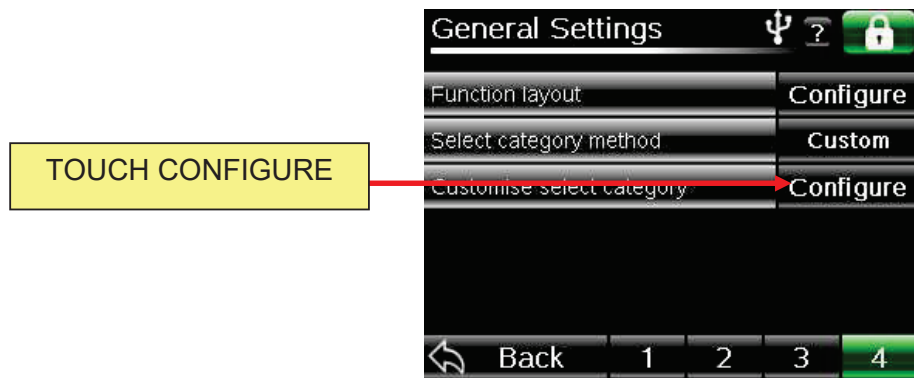 General Settings ?
Function layout Configure
Select category method Custom
TOUCH CONFIGURE
Customise select category Configure
Back 1 2 3 4